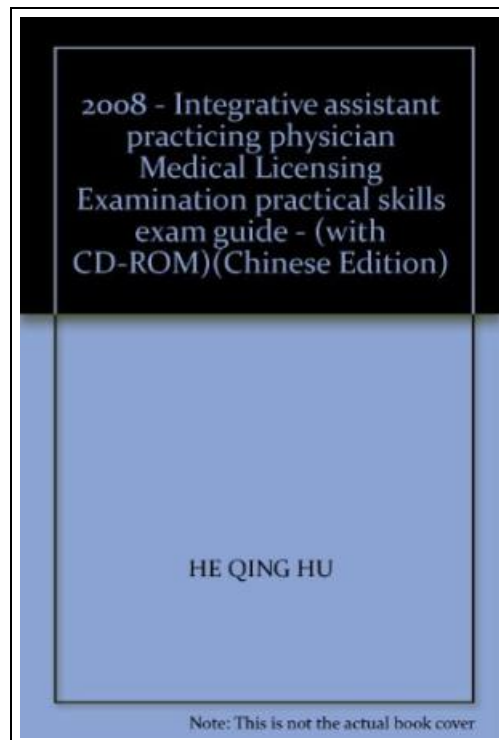 2008 - Integrative assistant
practicing physician
Medical Licensing
Examination practical skills
exam guide - (with
CD-ROM)(Chinese Edition)
HE QING HU
Note: This is not the actual book cover